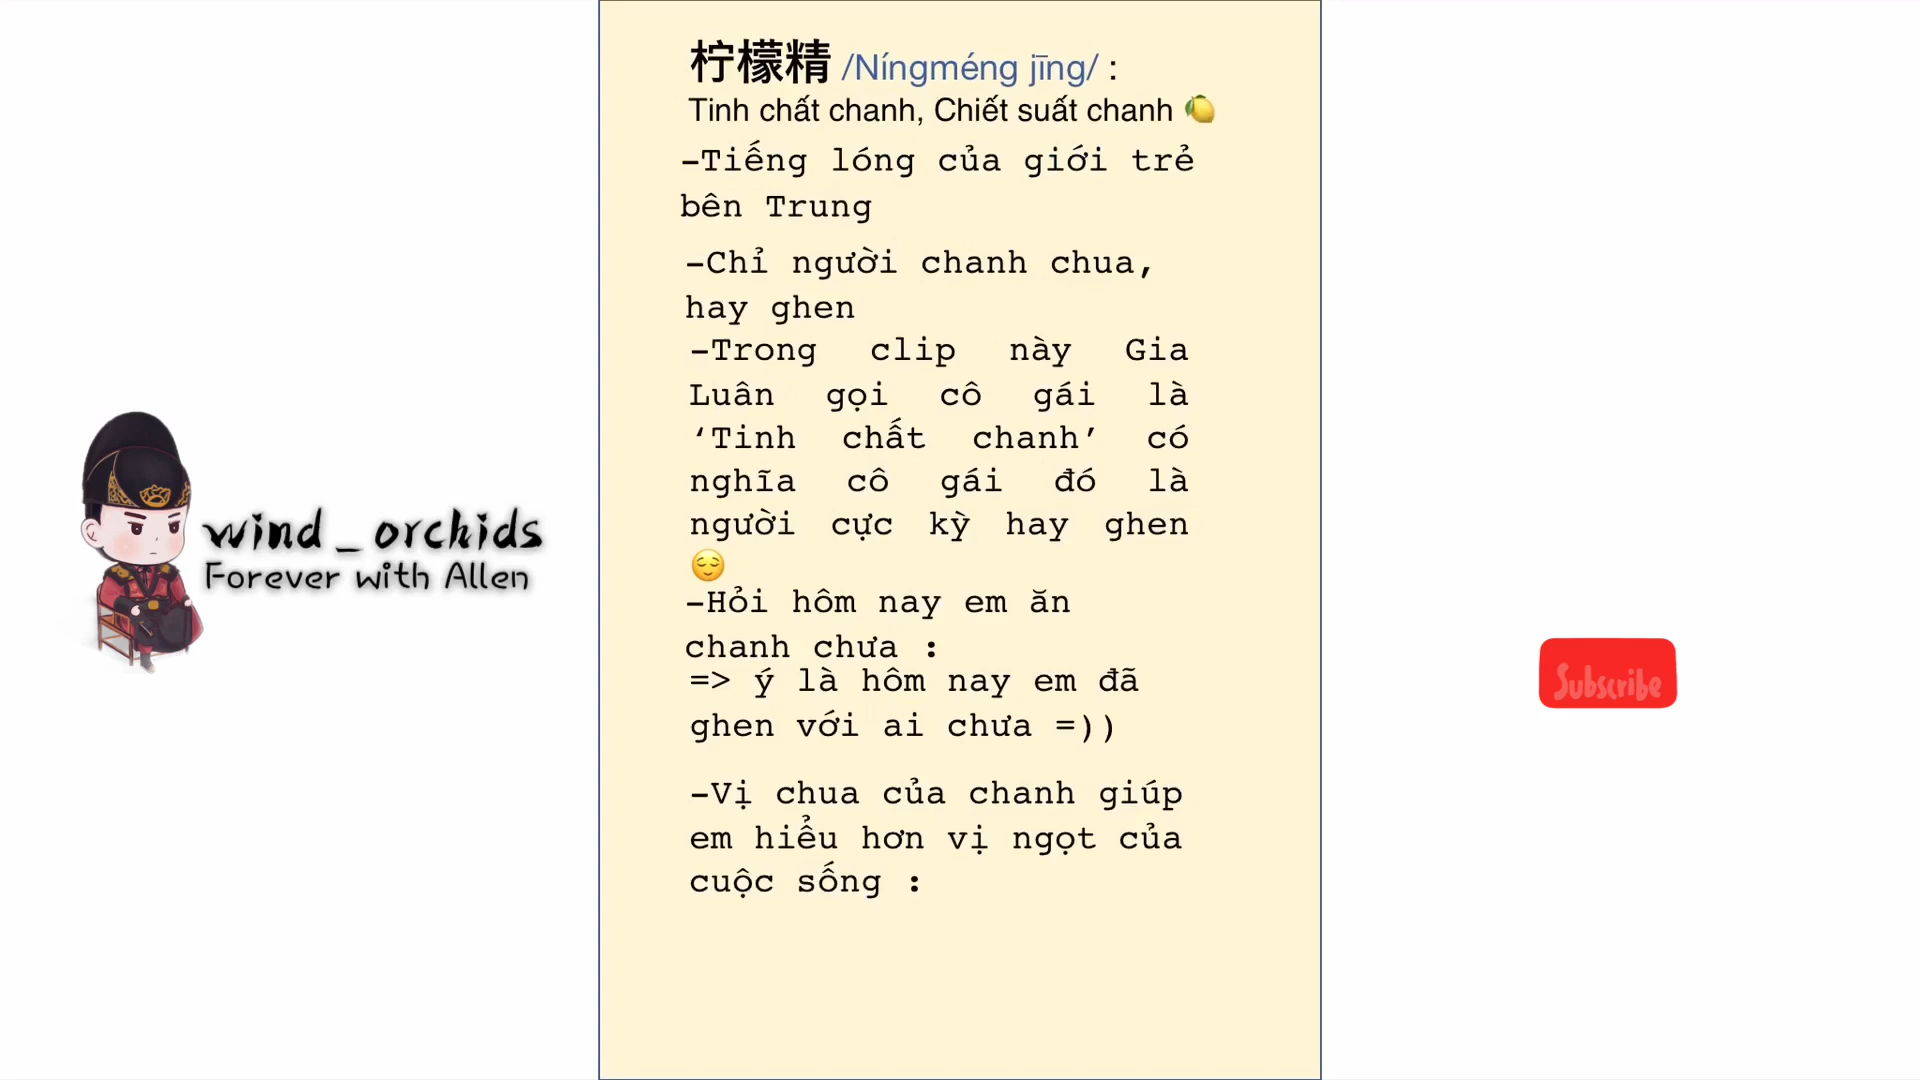 柠檬精 /Níngméng jīng/ :
Tinh chất chanh, Chiết suất chanh 🍋
-Tiếng lóng của giới trẻ
bên Trung
-Chỉ người chanh chua,
hay ghen
-Trong clip này Gia
Luân gọi cô gái là
‘Tinh chất chanh’ có
nghĩa cô gái đó là
người cực kỳ hay ghen
😌
-Hỏi hôm nay em ăn
chanh chưa :
=> ý là hôm nay em đã
ghen với ai chưa =))
-Vị chua của chanh giúp
em hiểu hơn vị ngọt của
cuộc sống :
wind_orchids
Forever with Allen
Subscribe